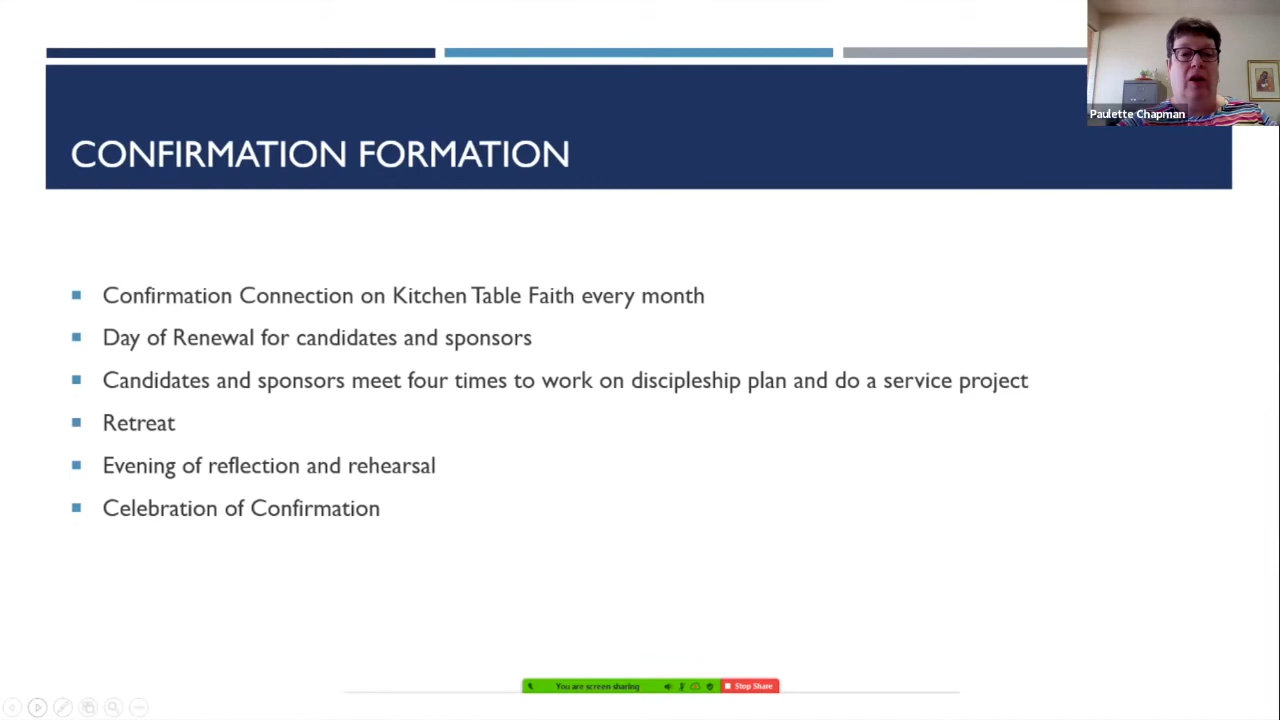 Paulette Chapman
CONFIRMATION FORMATION
Confirmation Connection on Kitchen Table Faith every month
Day of Renewal for candidates and sponsors
Candidates and sponsors meet four times to work on discipleship plan and do a service project
Retreat
Evening of reflection and rehearsal
Celebration of Confirmation
You are screen sharing
Stop Share